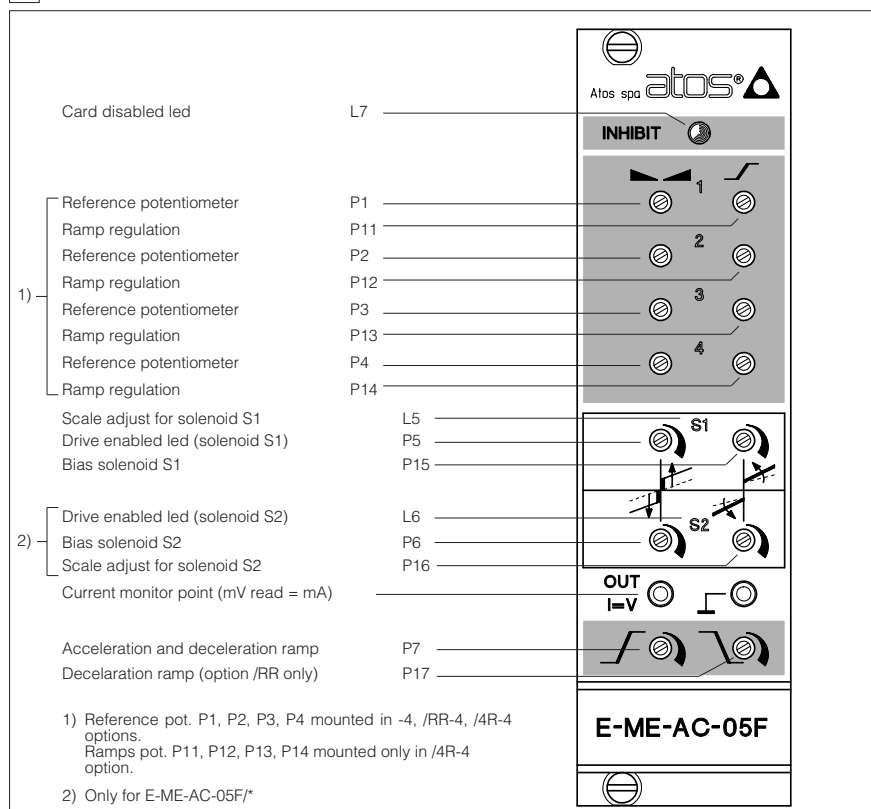 Atos spa atos®
Card disabled led L7
INHIBIT
1
Reference potentiometer P1
Ramp regulation P11
2
Reference potentiometer P2
Ramp regulation P12
1)
3
Reference potentiometer P3
Ramp regulation P13
4
Reference potentiometer P4
Ramp regulation P14
Scale adjust for solenoid S1 L5
S1
Drive enabled led (solenoid S1) P5
Bias solenoid S1 P15
Drive enabled led (solenoid S2) L6
S2
2)
Bias solenoid S2 P6
Scale adjust for solenoid S2 P16
OUT
I=V
Current monitor point (mV read = mA)
Acceleration and deceleration ramp P7
Decelaration ramp (option /RR only) P17
1) Reference pot. P1, P2, P3, P4 mounted in -4, /RR-4, /4R-4
options.
Ramps pot. P11, P12, P13, P14 mounted only in /4R-4
option.
E-ME-AC-05F
2) Only for E-ME-AC-05F/*